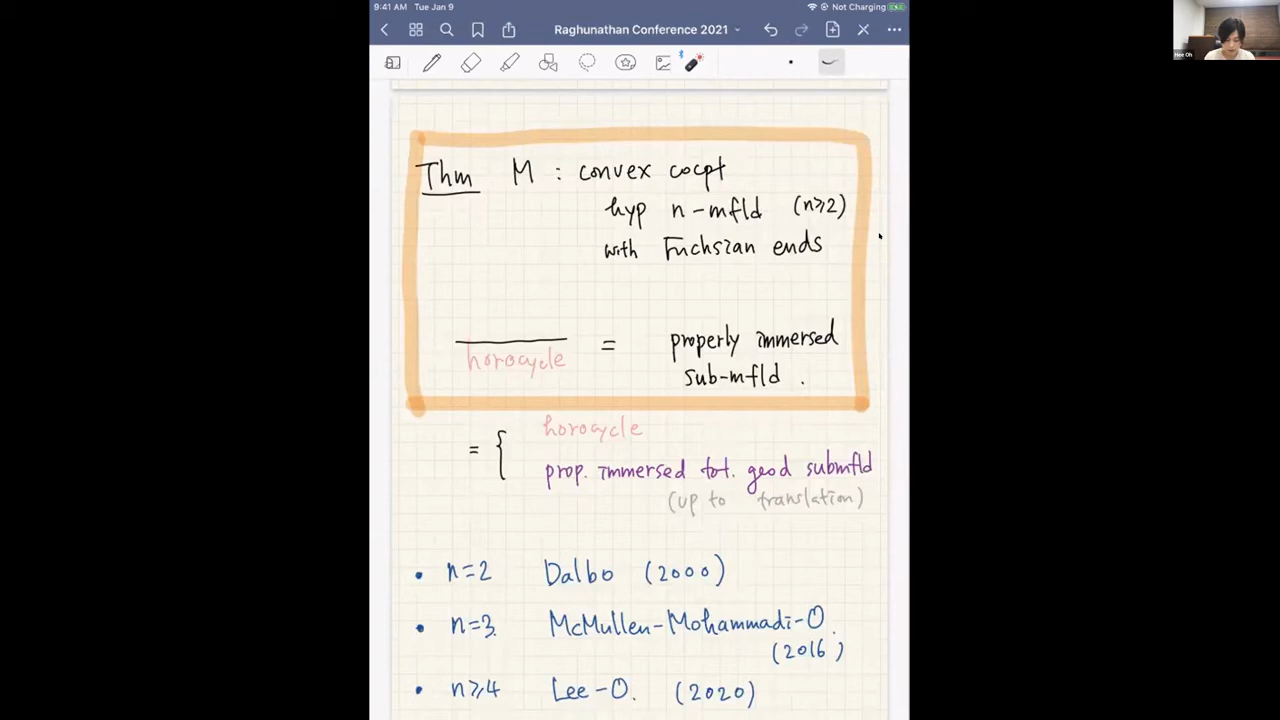 9:41 AM Tue Jan 9
Not Charging
Raghunathan Conference 2021
Hee Oh
Thm M : convex cocpt
hyp n-mfld (n≥2)
with Fuchsian ends
horocycle = properly immersed
sub-mfld .
= { horocycle
prop. immersed tot. geod submfld
(up to translation)
• n=2 Dalbo (2000)
• n=3. McMullen-Mohammadi-O.
(2016)
• n≥4 Lee-O. (2020)